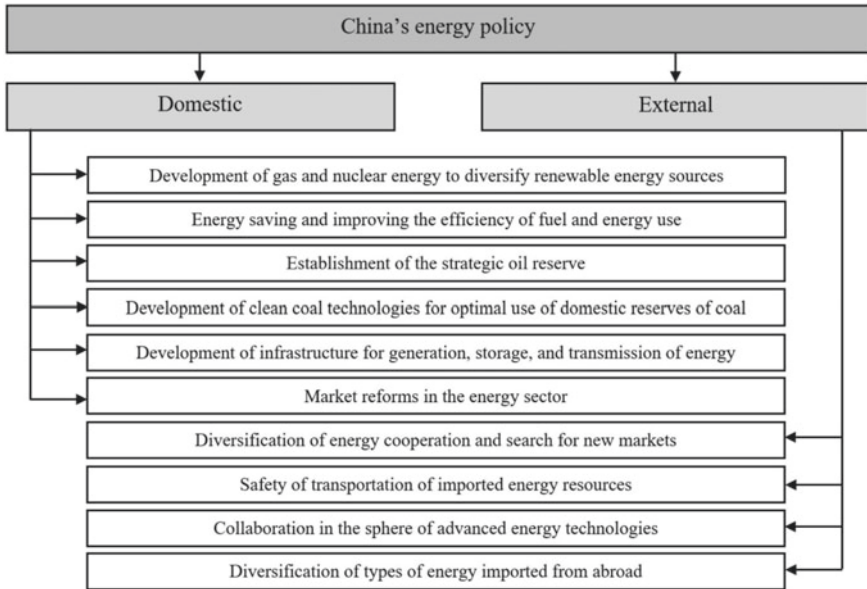 China’s energy policy
Domestic
External
Development of gas and nuclear energy to diversify renewable energy sources
Energy saving and improving the efficiency of fuel and energy use
Establishment of the strategic oil reserve
Development of clean coal technologies for optimal use of domestic reserves of coal
Development of infrastructure for generation, storage, and transmission of energy
Market reforms in the energy sector
Diversification of energy cooperation and search for new markets
Safety of transportation of imported energy resources
Collaboration in the sphere of advanced energy technologies
Diversification of types of energy imported from abroad